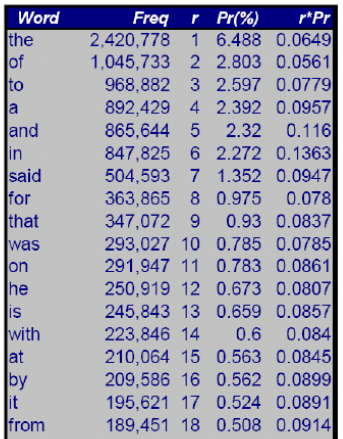 Word Freq r Pr(%) r*Pr
the 2,420,778 1 6.488 0.0649
of 1,045,733 2 2.803 0.0561
to 968,882 3 2.597 0.0779
a 892,429 4 2.392 0.0957
and 865,644 5 2.32 0.116
in 847,825 6 2.272 0.1363
said 504,593 7 1.352 0.0947
for 363,865 8 0.975 0.078
that 347,072 9 0.93 0.0837
was 293,027 10 0.785 0.0785
on 291,947 11 0.783 0.0861
he 250,919 12 0.673 0.0807
is 245,843 13 0.659 0.0857
with 223,846 14 0.6 0.084
at 210,064 15 0.563 0.0845
by 209,586 16 0.562 0.0899
it 195,621 17 0.524 0.0891
from 189,451 18 0.508 0.0914